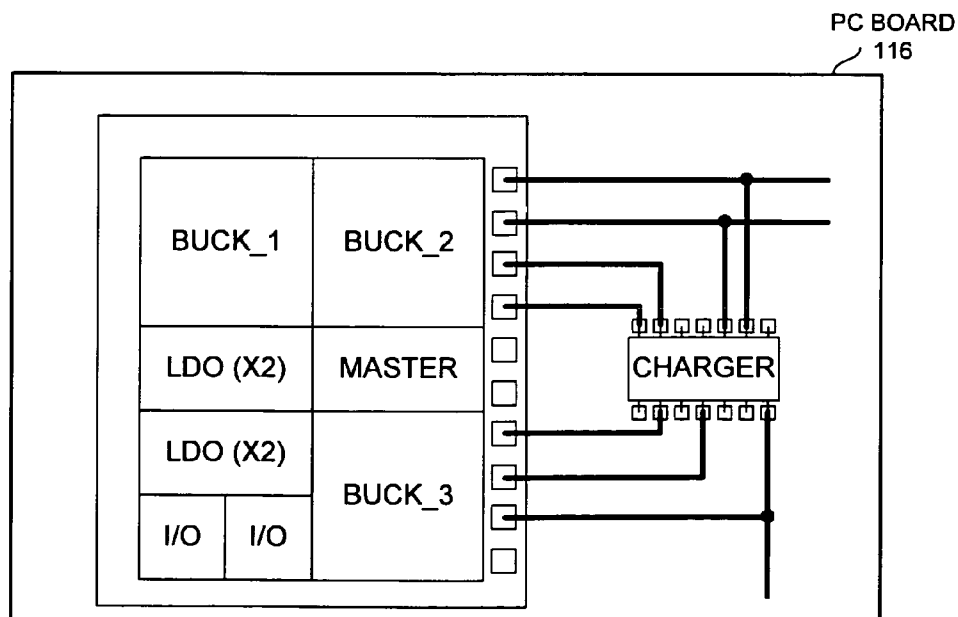 PC BOARD
116
BUCK_1
BUCK_2
LDO (X2)
MASTER
CHARGER
LDO (X2)
BUCK_3
I/O
I/O